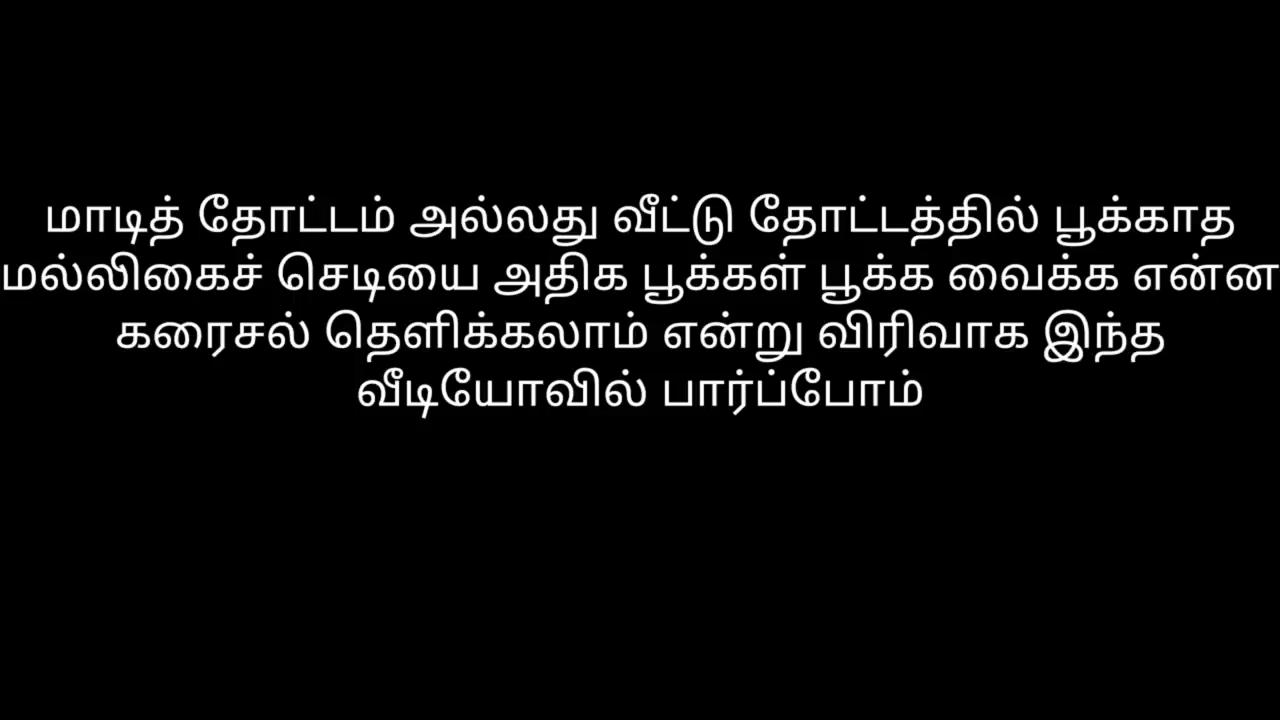 மாடித் தோட்டம் அல்லது வீட்டு தோட்டத்தில் பூக்காத
மல்லிகைச் செடியை அதிக பூக்கள் பூக்க வைக்க என்ன
கரைசல் தெளிக்கலாம் என்று விரிவாக இந்த
வீடியோவில் பார்ப்போம்